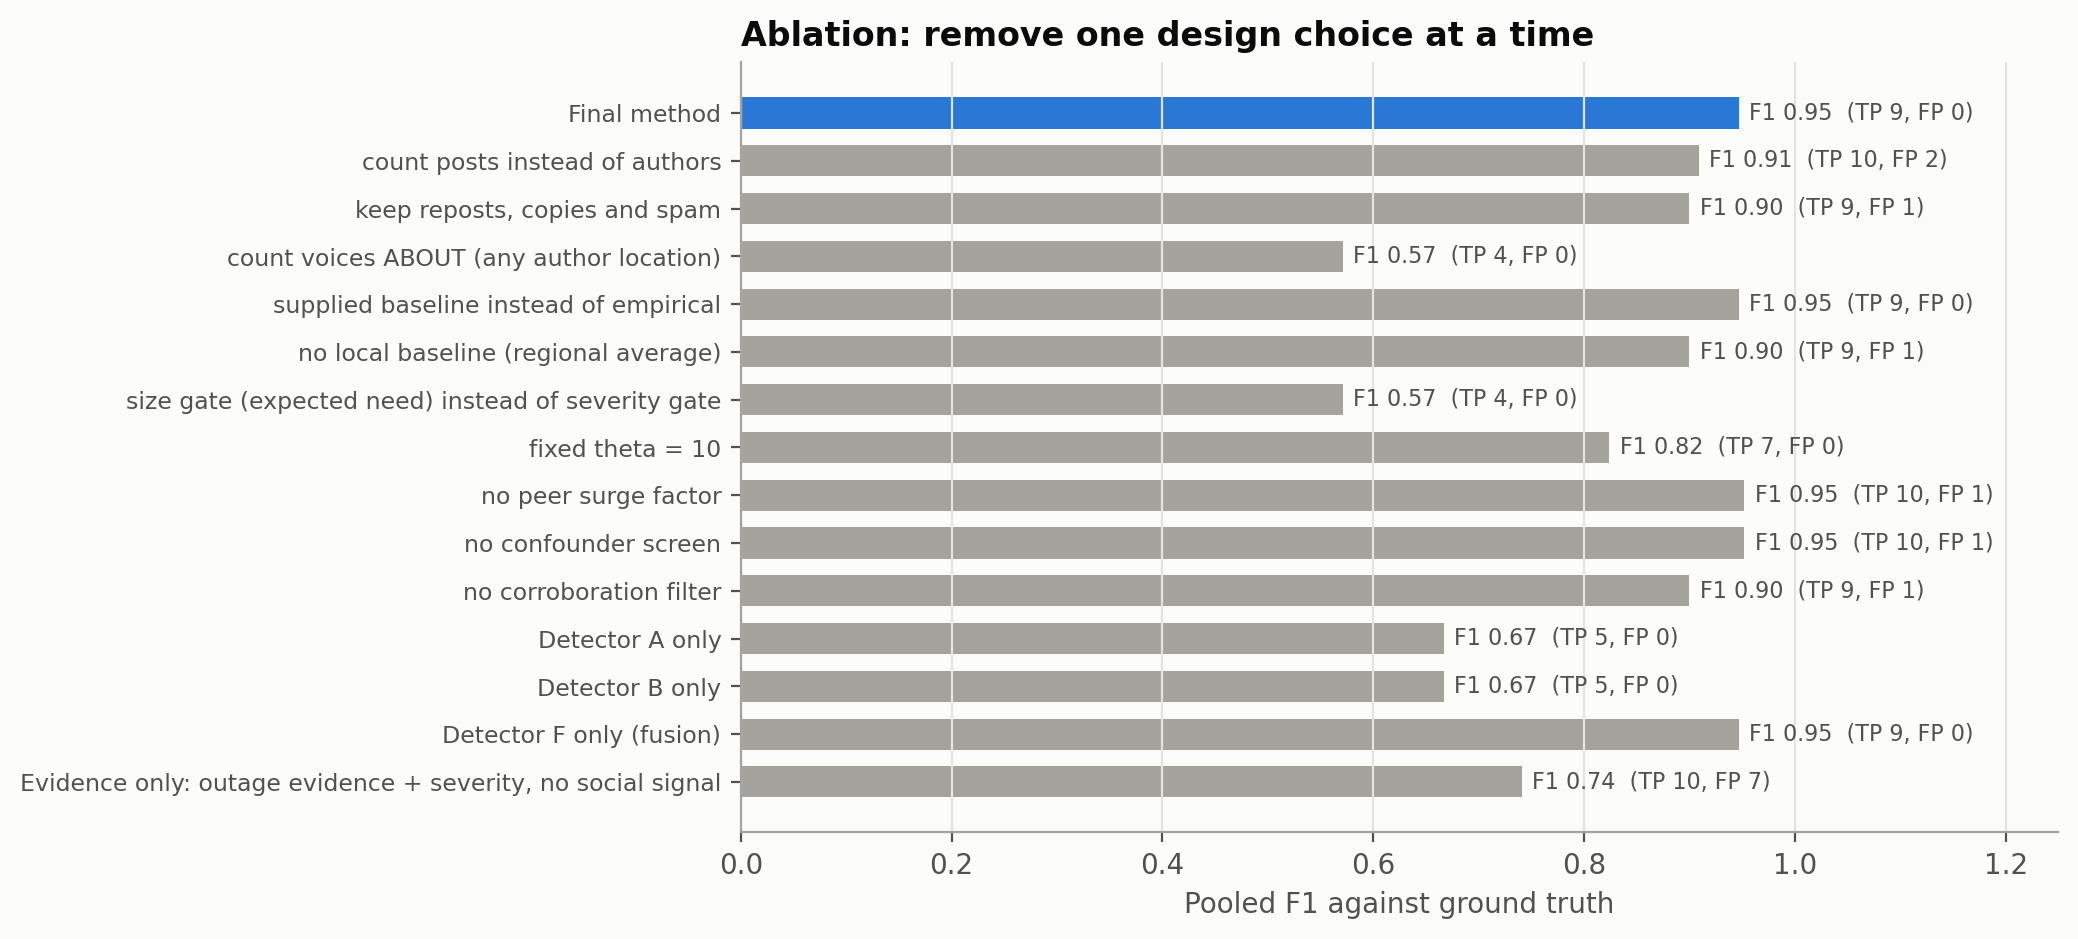 Ablation: remove one design choice at a time
Final method F1 0.95 (TP 9, FP 0)
count posts instead of authors F1 0.91 (TP 10, FP 2)
keep reposts, copies and spam F1 0.90 (TP 9, FP 1)
count voices ABOUT (any author location) F1 0.57 (TP 4, FP 0)
supplied baseline instead of empirical F1 0.95 (TP 9, FP 0)
no local baseline (regional average) F1 0.90 (TP 9, FP 1)
size gate (expected need) instead of severity gate F1 0.57 (TP 4, FP 0)
fixed theta = 10 F1 0.82 (TP 7, FP 0)
no peer surge factor F1 0.95 (TP 10, FP 1)
no confounder screen F1 0.95 (TP 10, FP 1)
no corroboration filter F1 0.90 (TP 9, FP 1)
Detector A only F1 0.67 (TP 5, FP 0)
Detector B only F1 0.67 (TP 5, FP 0)
Detector F only (fusion) F1 0.95 (TP 9, FP 0)
Evidence only: outage evidence + severity, no social signal F1 0.74 (TP 10, FP 7)
0.0 0.2 0.4 0.6 0.8 1.0 1.2
Pooled F1 against ground truth